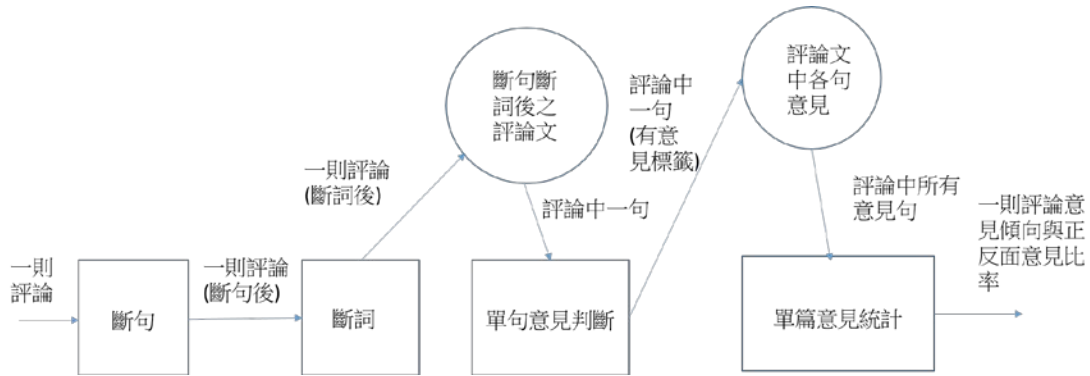 一則
評論
斷句
一則評論
(斷句後)
斷詞
一則評論
(斷詞後)
斷句斷
詞後之
評論文
評論中一句
單句意見判斷
評論中
一句
(有意
見標籤)
評論文
中各句
意見
評論中所有
意見句
單篇意見統計
一則評論意
見傾向與正
反面意見比
率